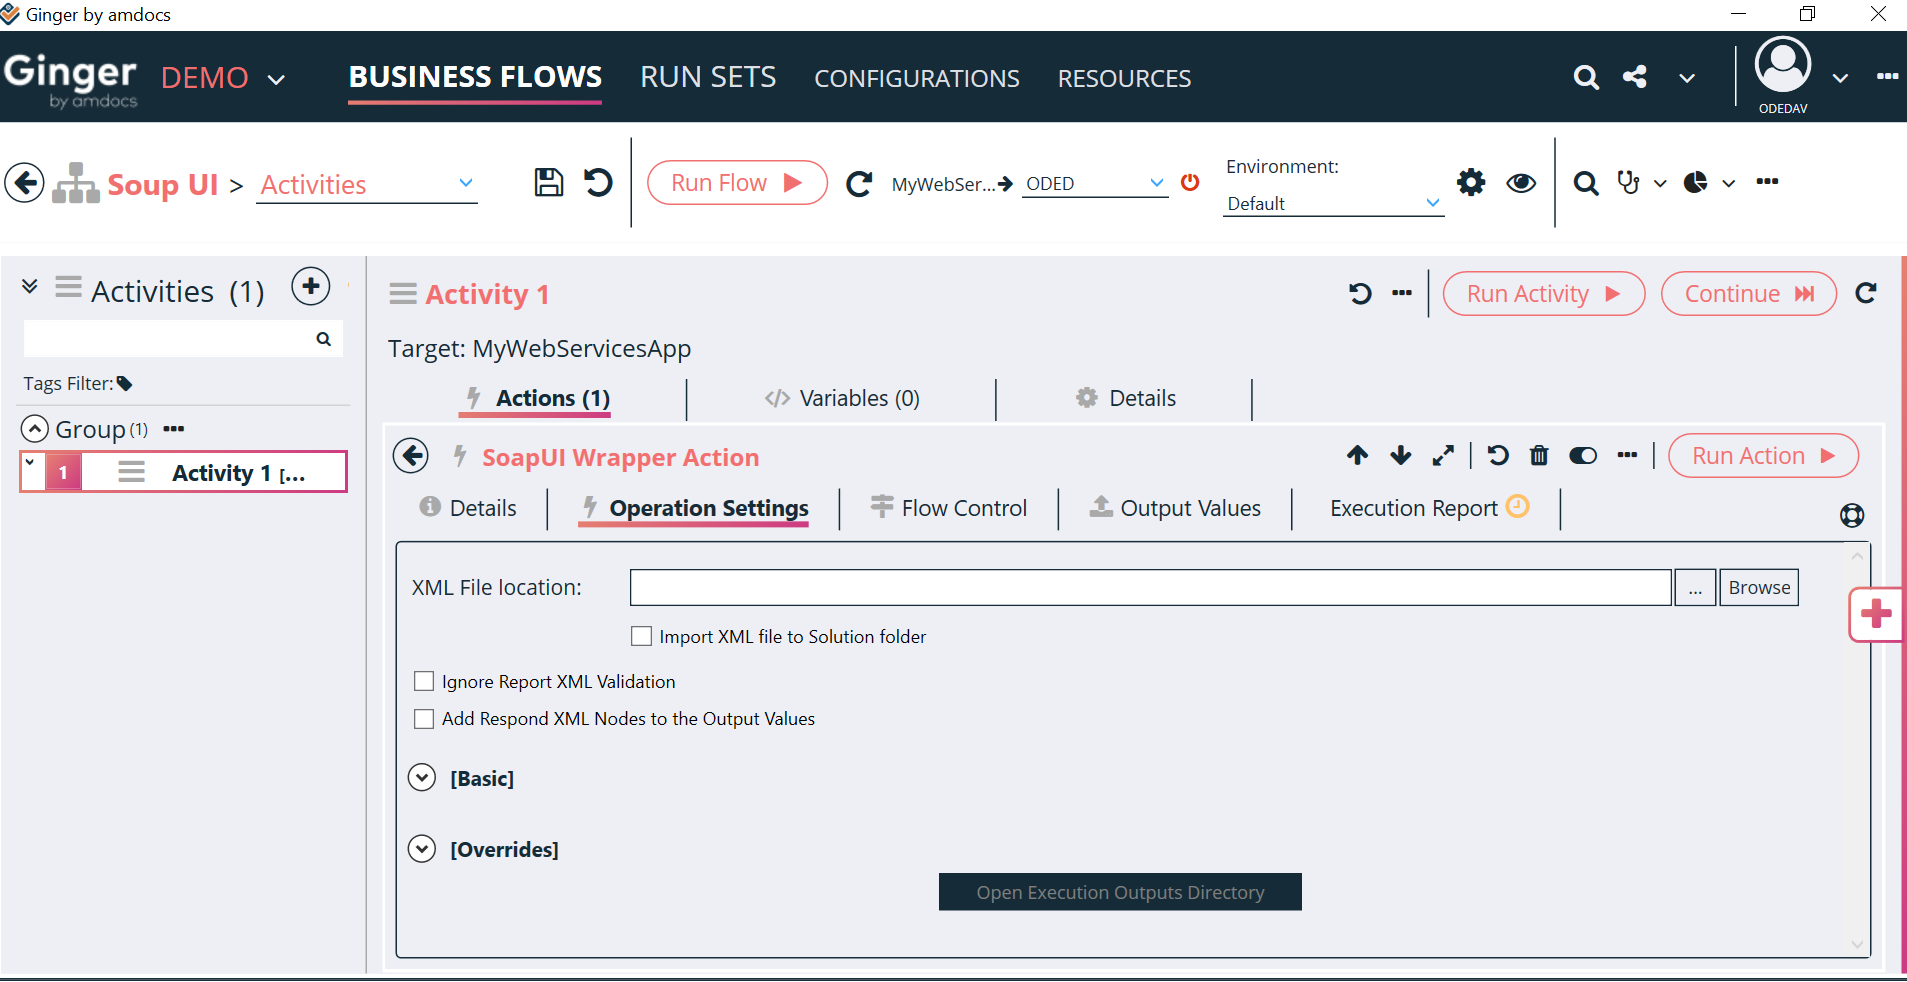 Ginger by amdocs
Ginger by amdocs DEMO BUSINESS FLOWS RUN SETS CONFIGURATIONS RESOURCES
ODEDAV
Soup UI > Activities Run Flow MyWebSer... ODED Environment:
Default
Activities (1)
Tags Filter:
Group (1)
1 Activity 1 [...
Activity 1 Run Activity Continue
Target: MyWebServicesApp
Actions (1) </> Variables (0) Details
SoapUI Wrapper Action Run Action
Details Operation Settings Flow Control Output Values Execution Report
XML File location: ... Browse
Import XML file to Solution folder
Ignore Report XML Validation
Add Respond XML Nodes to the Output Values
[Basic]
[Overrides]
Open Execution Outputs Directory